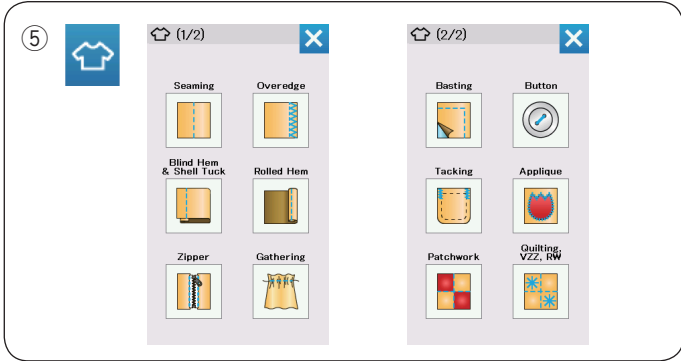 ⑤
(1/2)
Seaming
Overedge
Blind Hem
& Shell Tuck
Rolled Hem
Zipper
Gathering
(2/2)
Basting
Button
Tacking
Applique
Patchwork
Quilting,
VZZ, RW